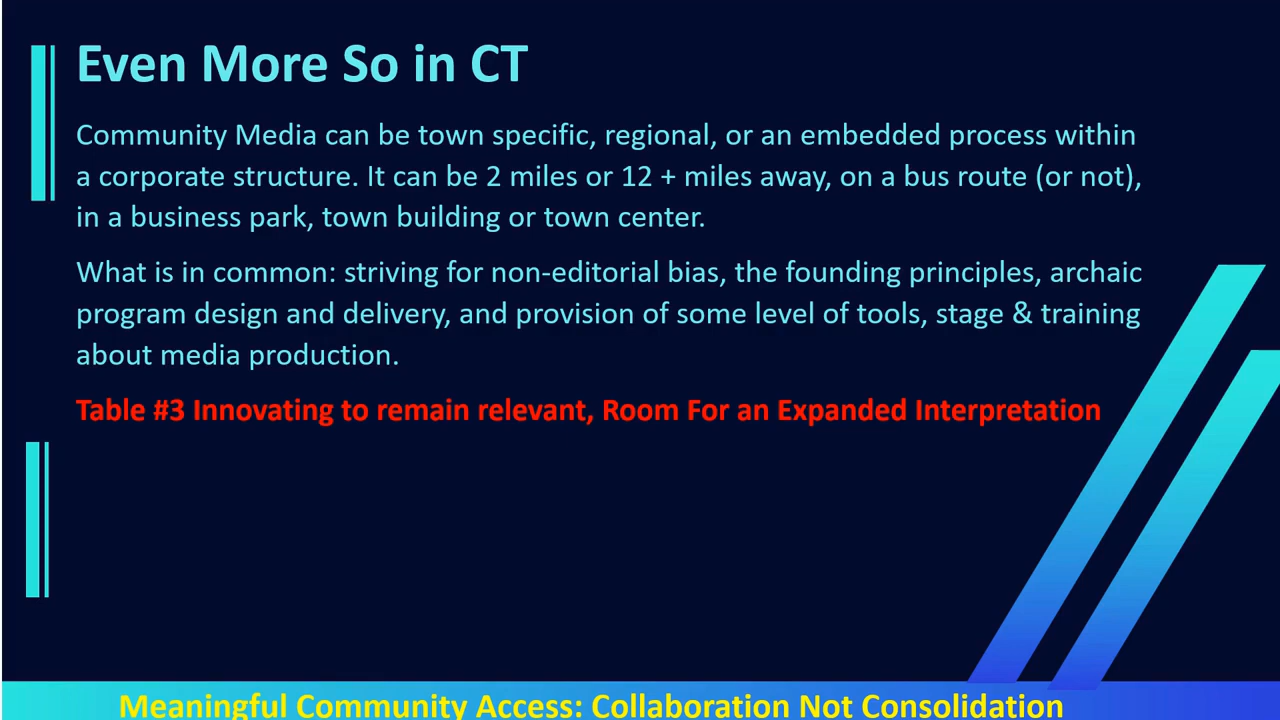 Even More So in CT
Community Media can be town specific, regional, or an embedded process within
a corporate structure. It can be 2 miles or 12 + miles away, on a bus route (or not),
in a business park, town building or town center.
What is in common: striving for non-editorial bias, the founding principles, archaic
program design and delivery, and provision of some level of tools, stage & training
about media production.
Table #3 Innovating to remain relevant, Room For an Expanded Interpretation
Meaningful Community Access: Collaboration Not Consolidation